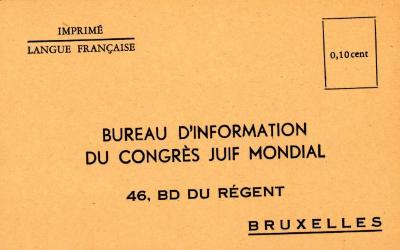 IMPRIMÉ
LANGUE FRANÇAISE
0,10 cent
BUREAU D'INFORMATION
DU CONGRÈS JUIF MONDIAL
46, BD DU RÉGENT
BRUXELLES